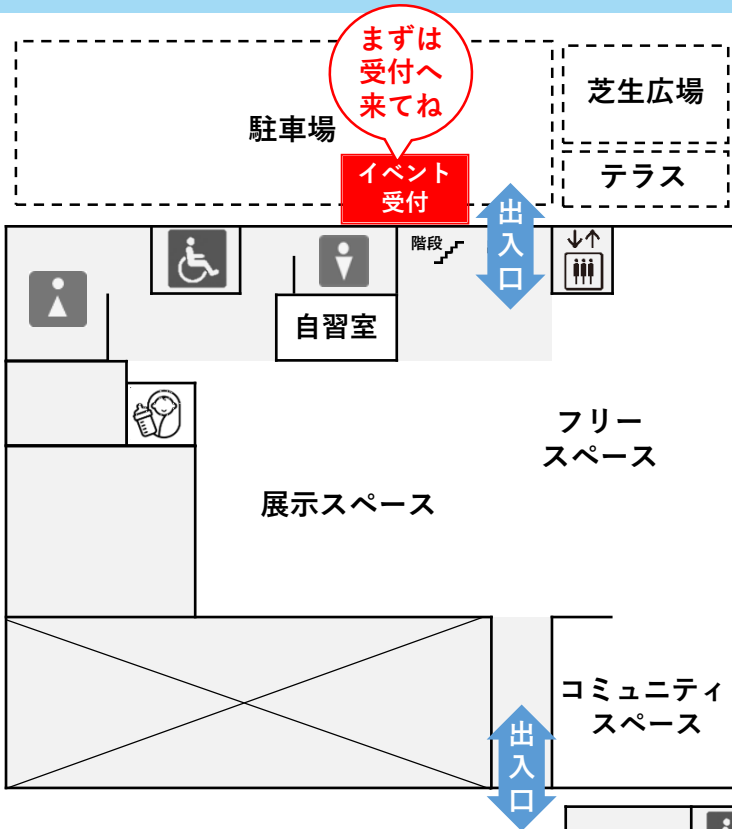 まずは
受付へ
来てね
駐車場
芝生広場
テラス
イベント
受付
出入口
階段
自習室
フリー
スペース
展示スペース
コミュニティ
スペース
出入口